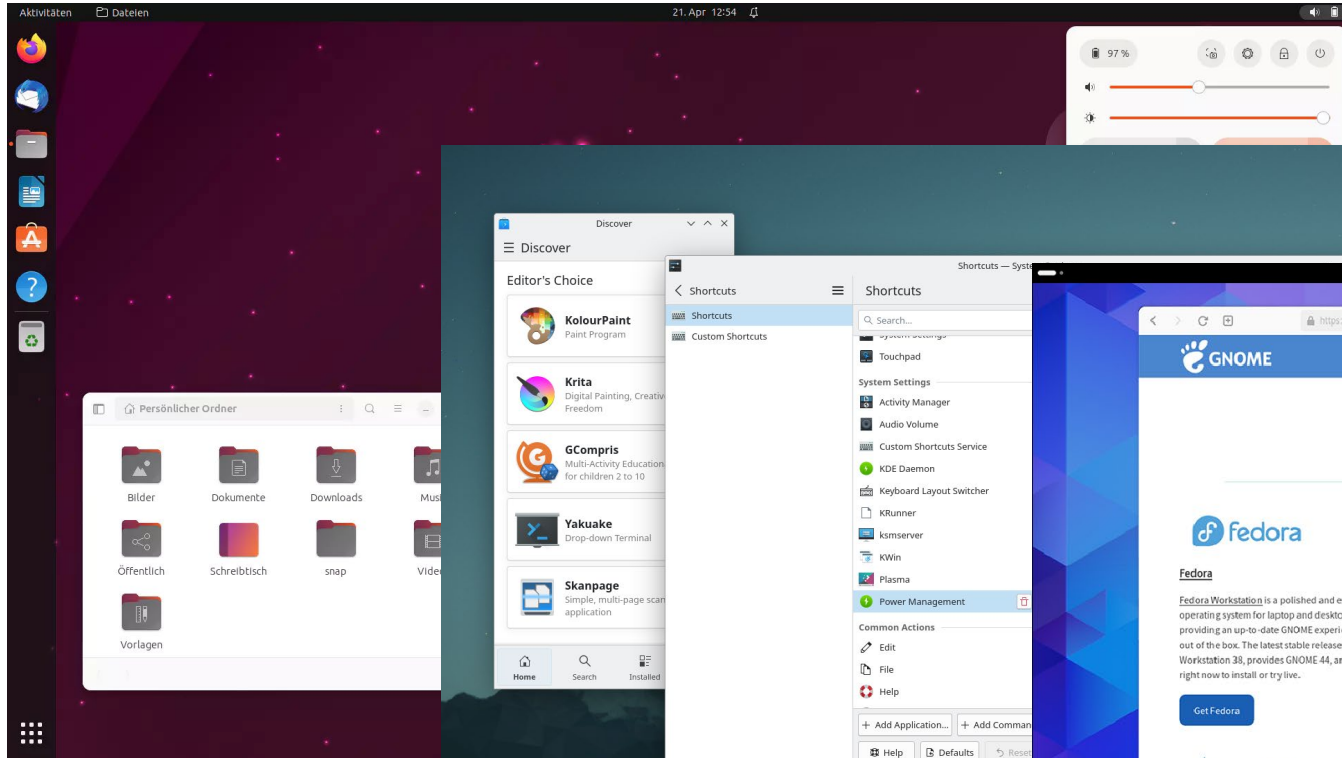 Aktivitäten
Dateien
21. Apr 12:54
97 %
Persönlicher Ordner
Bilder
Dokumente
Downloads
Öffentlich
Schreibtisch
snap
Vorlagen
Discover
Discover
Editor's Choice
KolourPaint
Paint Program
Krita
Digital Painting,
Freedom
GCompris
Multi-Activity Education
for children 2 to 10
Yakuake
Drop-down Terminal
Skanpage
Simple, multi-page
application
Home
Search
Installed
Shortcuts —
Shortcuts
Shortcuts
Custom Shortcuts
Shortcuts
Search...
System Settings
Touchpad
System Settings
Activity Manager
Audio Volume
Custom Shortcuts Service
KDE Daemon
Keyboard Layout Switcher
KRunner
ksmserver
KWin
Plasma
Power Management
Common Actions
Edit
File
Help
+ Add Application...
+ Add
Help
Defaults
Reset
https:
GNOME
fedora
Fedora
Fedora Workstation is a polished and
operating system for laptop and
providing an up-to-date GNOME
out of the box. The latest stable release
Workstation 38, provides GNOME 44,
right now to install or try live.
Get Fedora